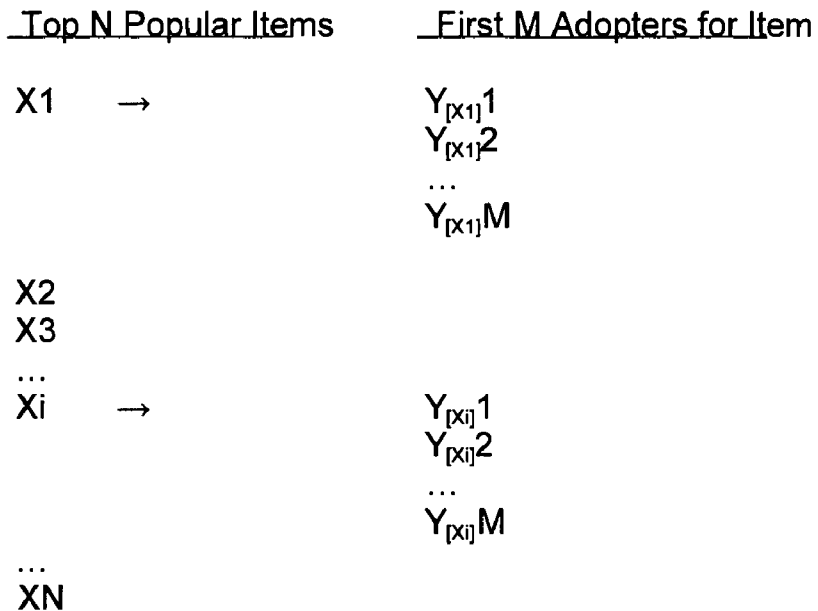 Top N Popular Items First M Adopters for Item
X1 → Y[X1]1
Y[X1]2
...
Y[X1]M
X2
X3
...
Xi → Y[Xi]1
Y[Xi]2
...
Y[Xi]M
...
XN